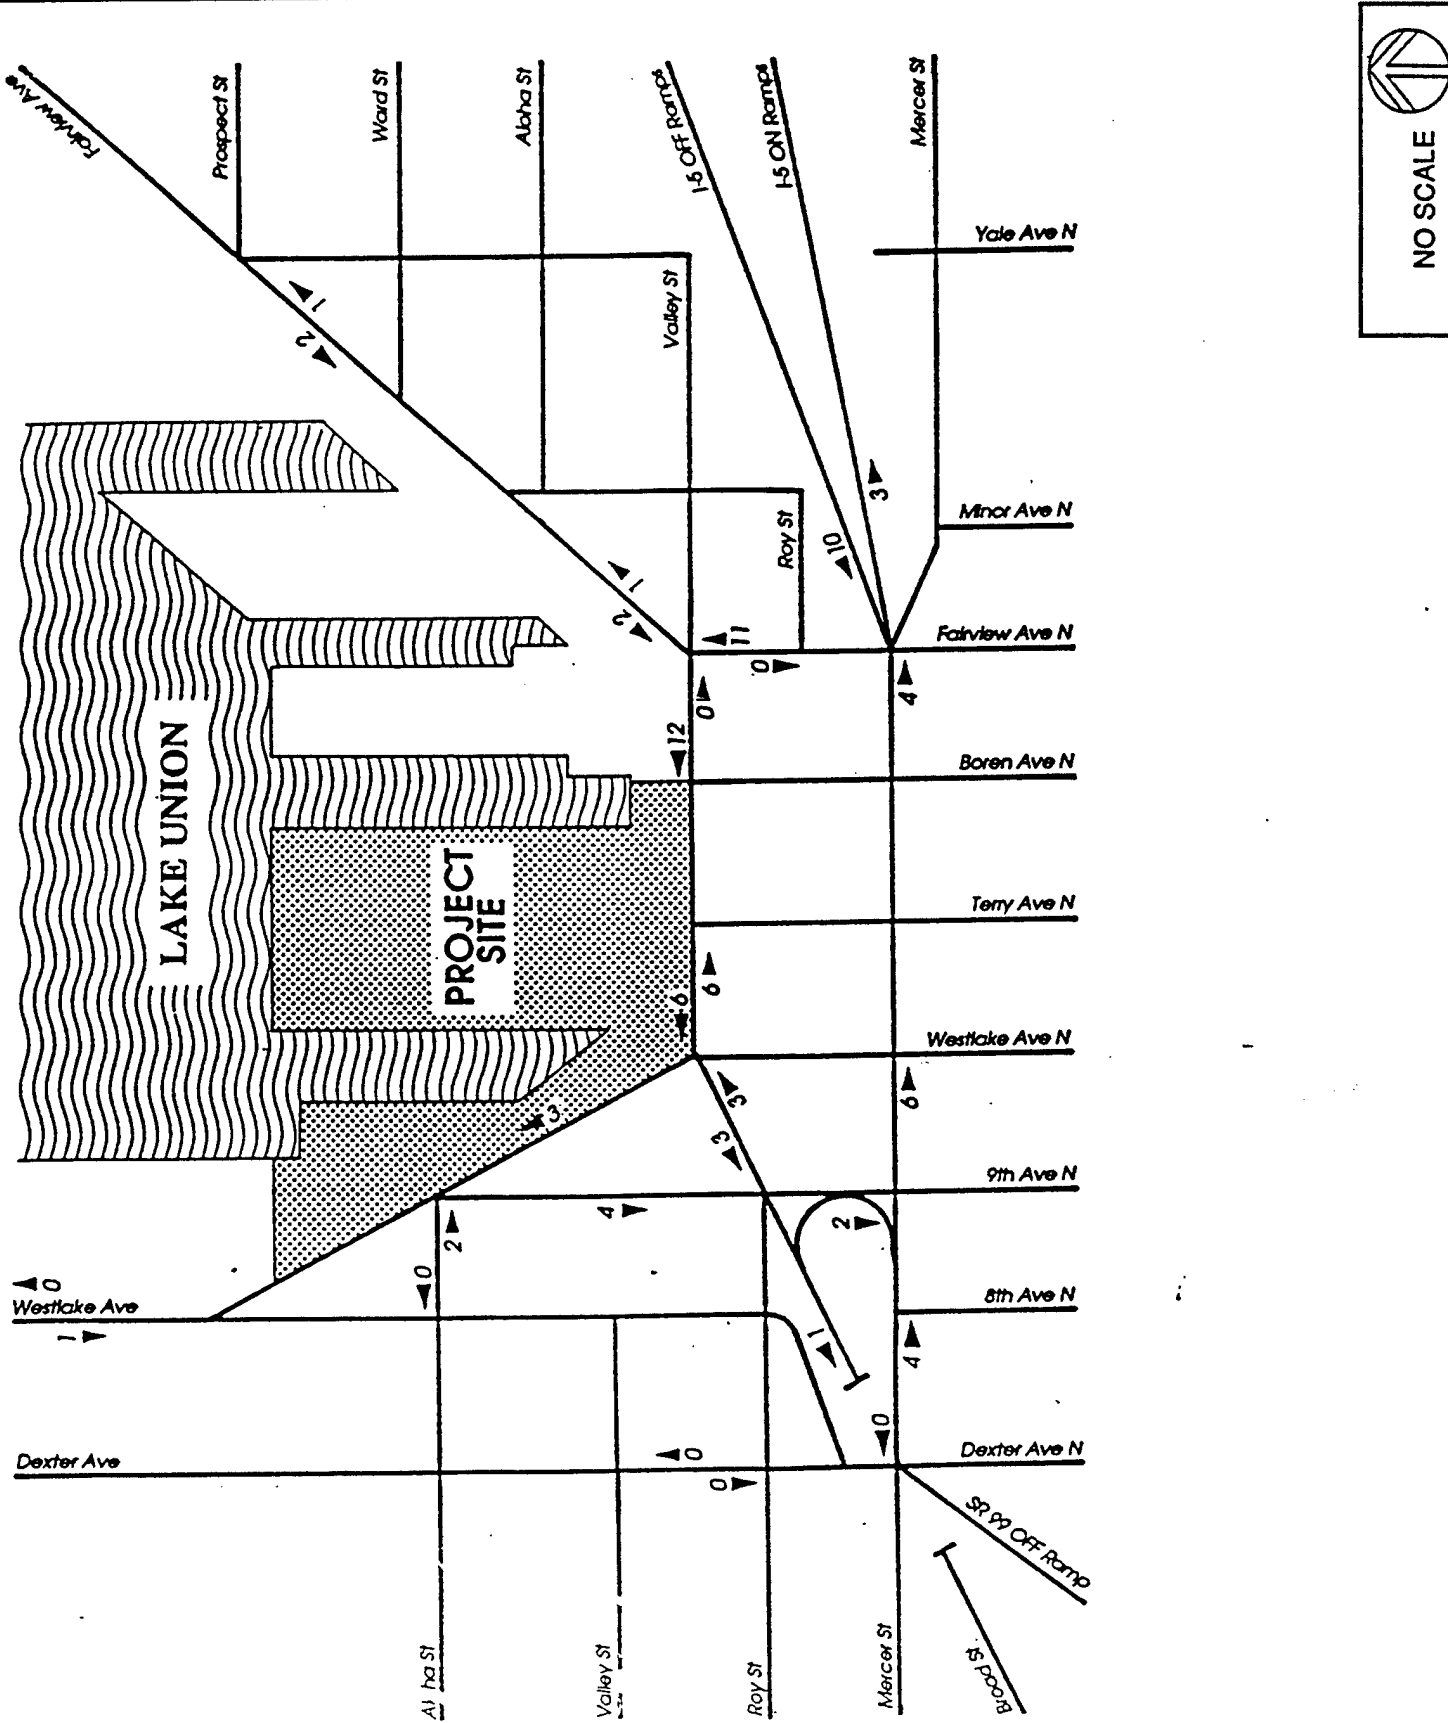 Fairview Ave
Prospect St
Ward St
Aloha St
I-5 OFF Ramps
I-5 ON Ramps
Mercer St
NO SCALE
Yale Ave N
Valley St
1
2
3
Minor Ave N
Roy St
10
1
2
11
0
Fairview Ave N
4
0
12
Boren Ave N
LAKE UNION
PROJECT
SITE
Terry Ave N
6
6
Westlake Ave N
6
3
3
3
9th Ave N
4
2
2
0
0
Westlake Ave
1
8th Ave N
1
4
0
Dexter Ave
0
0
Dexter Ave N
SR 99 OFF Ramp
Broad St
Al ha St
Valley St
Roy St
Mercer St